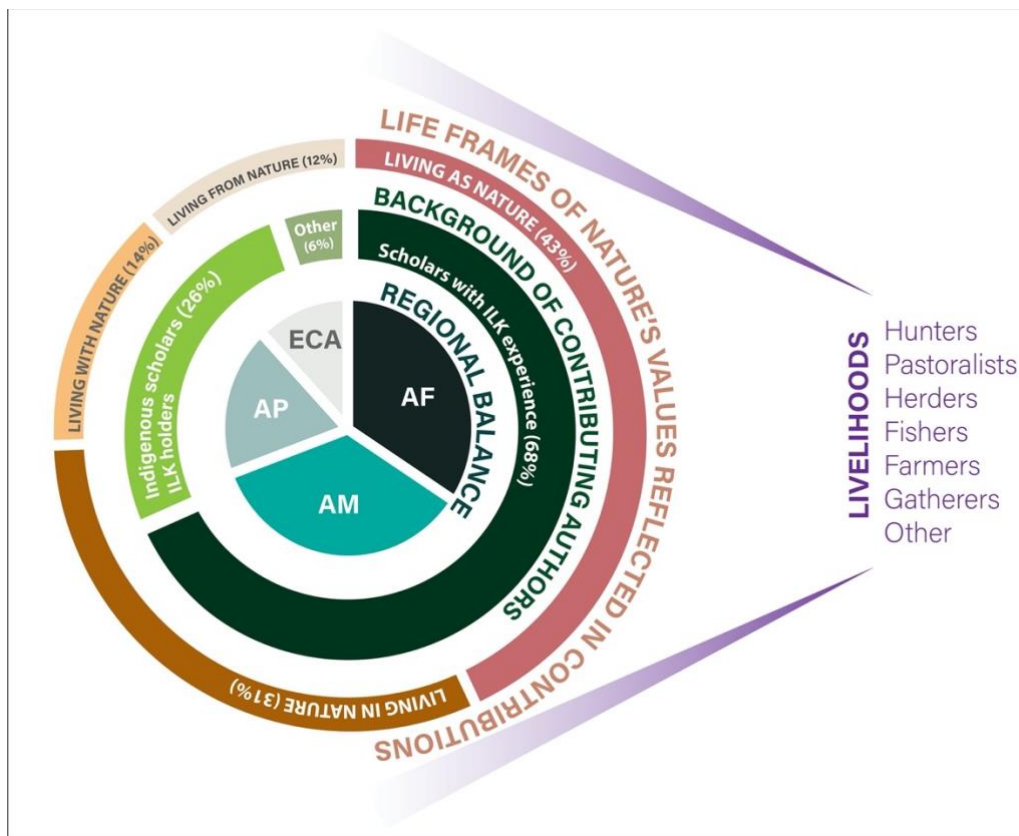 LIFE FRAMES OF NATURE'S VALUES REFLECTED IN CONTRIBUTIONS
LIVING AS NATURE (43%)
LIVING IN NATURE (31%)
LIVING WITH NATURE (14%)
LIVING FROM NATURE (12%)
BACKGROUND OF CONTRIBUTING AUTHORS
Scholars with ILK experience (68%)
Indigenous scholars (26%)
ILK holders
Other
(6%)
REGIONAL BALANCE
AF
AM
AP
ECA
LIVELIHOODS
Hunters
Pastoralists
Herders
Fishers
Farmers
Gatherers
Other